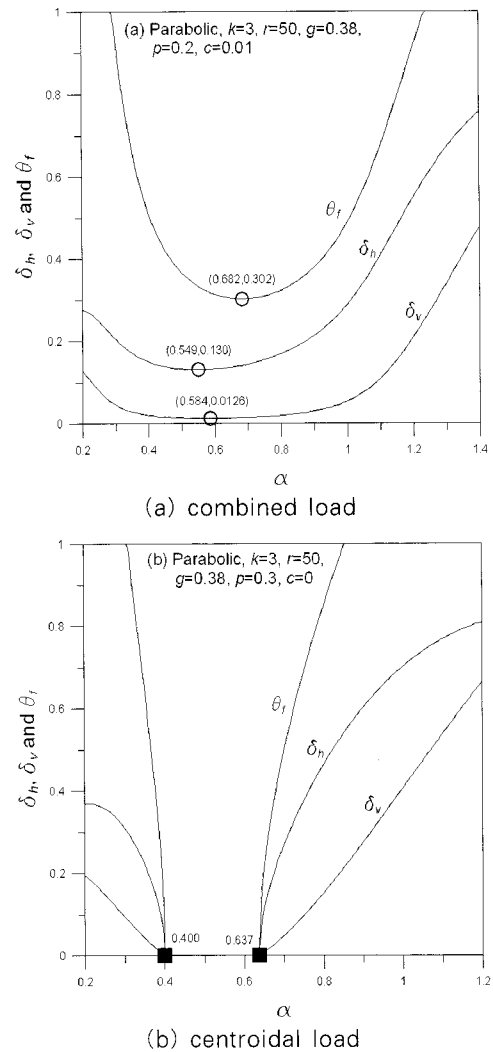 (a) Parabolic, k=3, r=50, g=0.38,
p=0.2, c=0.01
1
0.8
0.6
0.4
0.2
0
δh, δv and θf
θf
δh
δv
(0.682,0.302)
(0.549,0.130)
(0.584,0.0126)
0.2 0.4 0.6 0.8 1.0 1.2 1.4
α
(a) combined load
(b) Parabolic, k=3, r=50,
g=0.38, p=0.3, c=0
1
0.8
0.6
0.4
0.2
0
δh, δv and θf
θf
δh
δv
0.400
0.637
0.2 0.4 0.6 0.8 1 1.2
α
(b) centroidal load